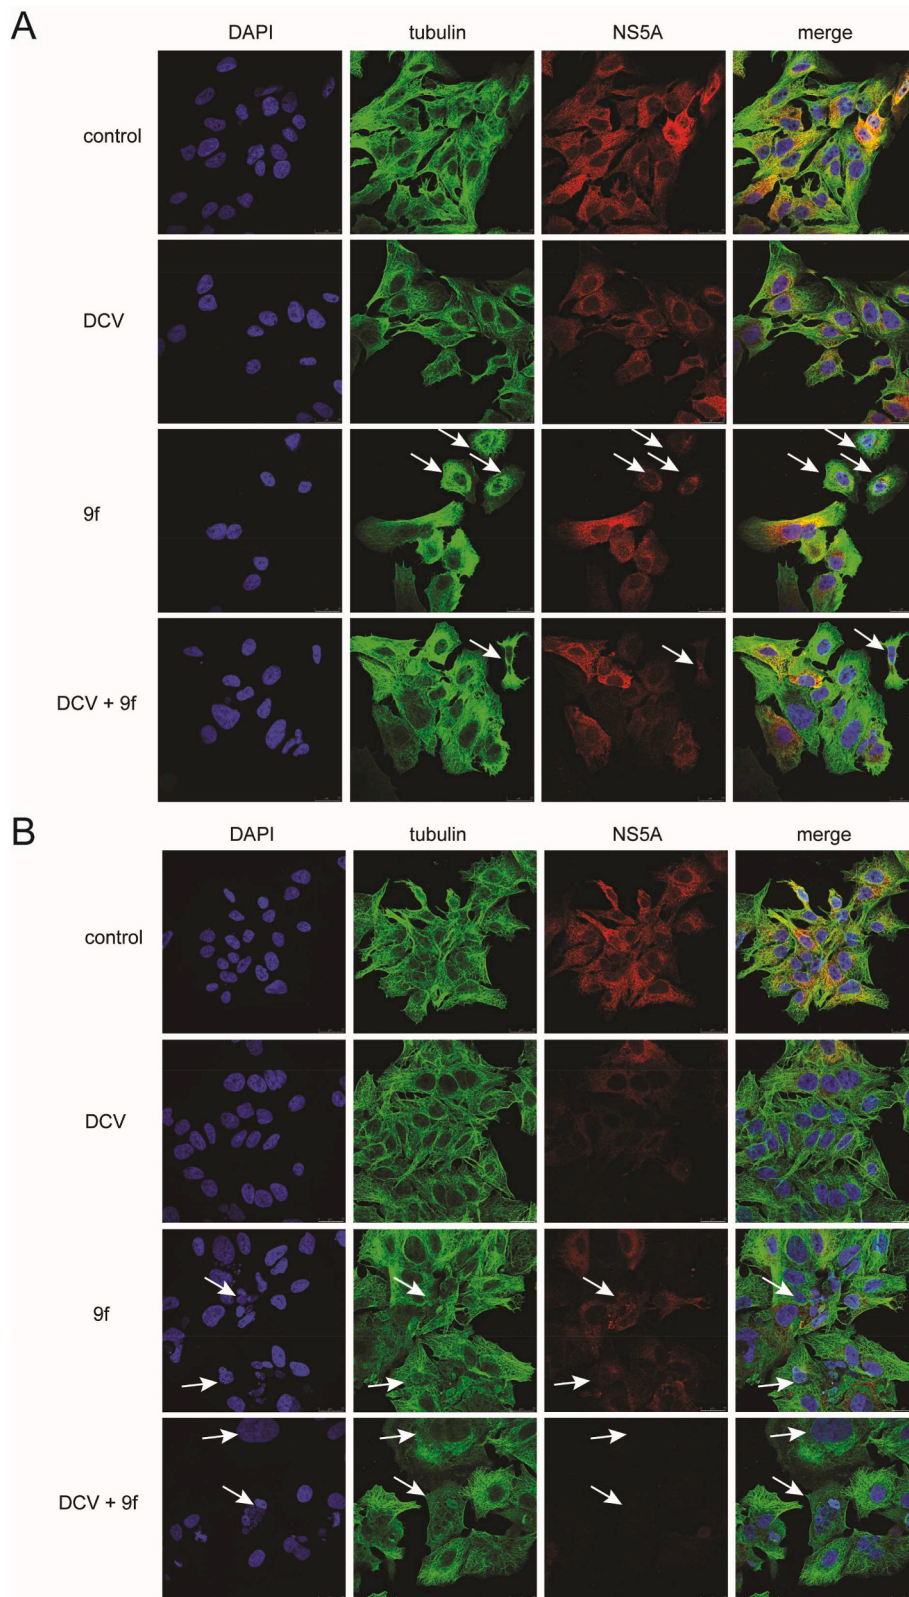 A
DAPI tubulin NS5A merge
control
DCV
9f
DCV + 9f
B
DAPI tubulin NS5A merge
control
DCV
9f
DCV + 9f